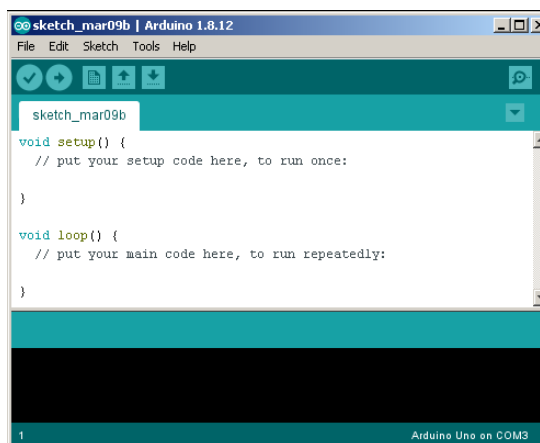 sketch_mar09b | Arduino 1.8.12
File Edit Sketch Tools Help
sketch_mar09b
void setup() {
  // put your setup code here, to run once:
}
void loop() {
  // put your main code here, to run repeatedly:
}
1 Arduino Uno on COM3